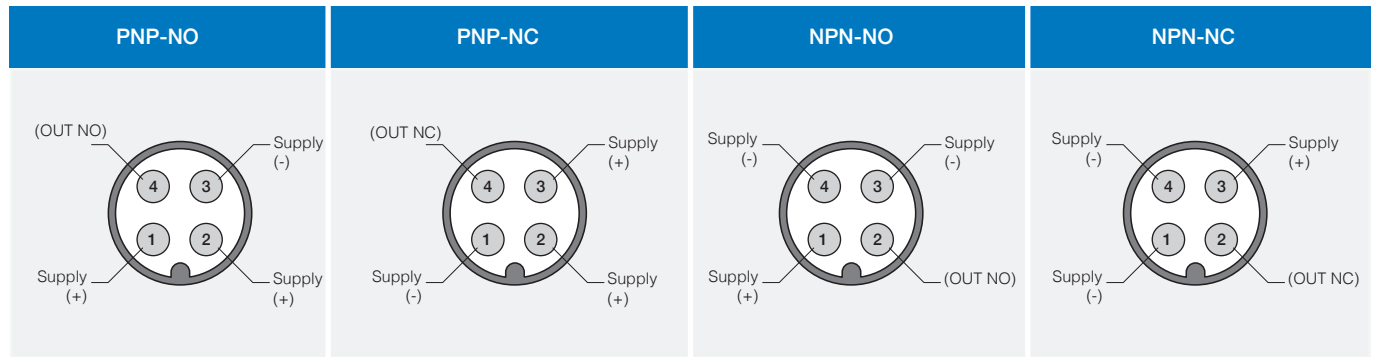 PNP-NO
PNP-NC
NPN-NO
NPN-NC
(OUT NO)
Supply
(-)
4
3
1
2
Supply
(+)
Supply
(+)
(OUT NC)
Supply
(+)
4
3
1
2
Supply
(-)
Supply
(+)
Supply
(-)
Supply
(-)
4
3
1
2
Supply
(+)
(OUT NO)
Supply
(-)
Supply
(+)
4
3
1
2
Supply
(-)
(OUT NC)